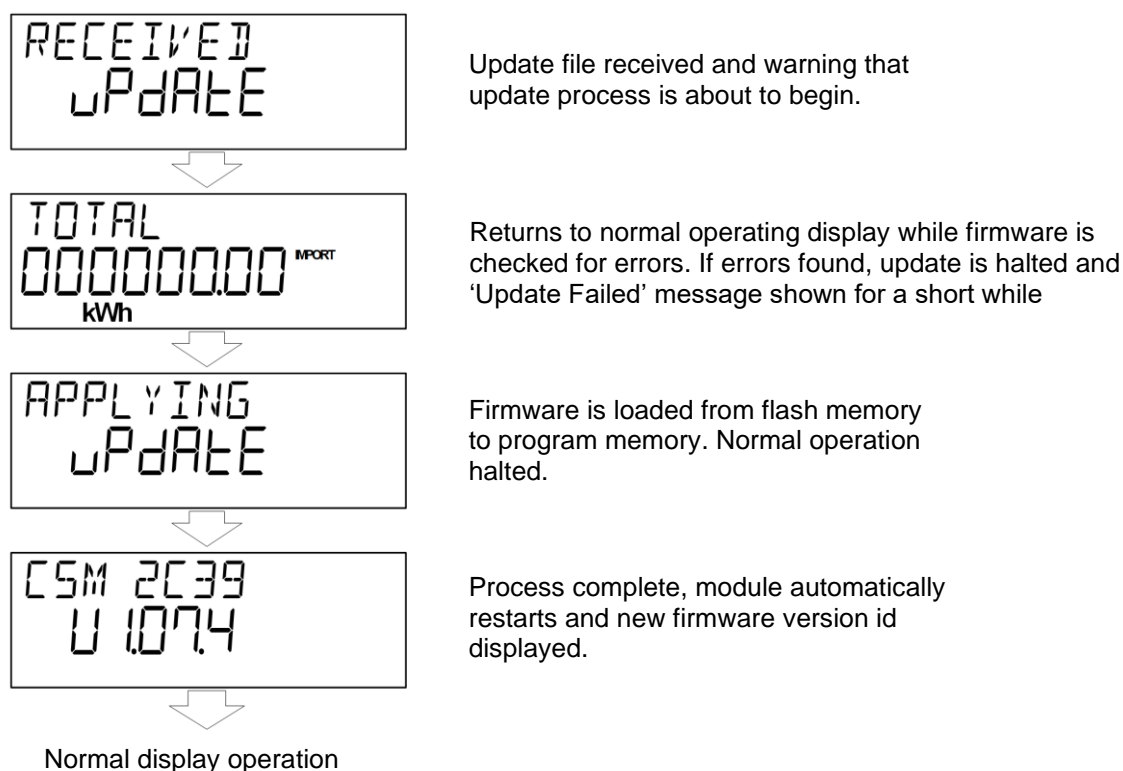 RECEIVED
uPdAtE
Update file received and warning that
update process is about to begin.
TOTAL
000000.00 IMPORT
kWh
Returns to normal operating display while firmware is
checked for errors. If errors found, update is halted and
‘Update Failed’ message shown for a short while
APPLYING
uPdAtE
Firmware is loaded from flash memory
to program memory. Normal operation
halted.
CSM 2C39
U 1.07.4
Process complete, module automatically
restarts and new firmware version id
displayed.
Normal display operation